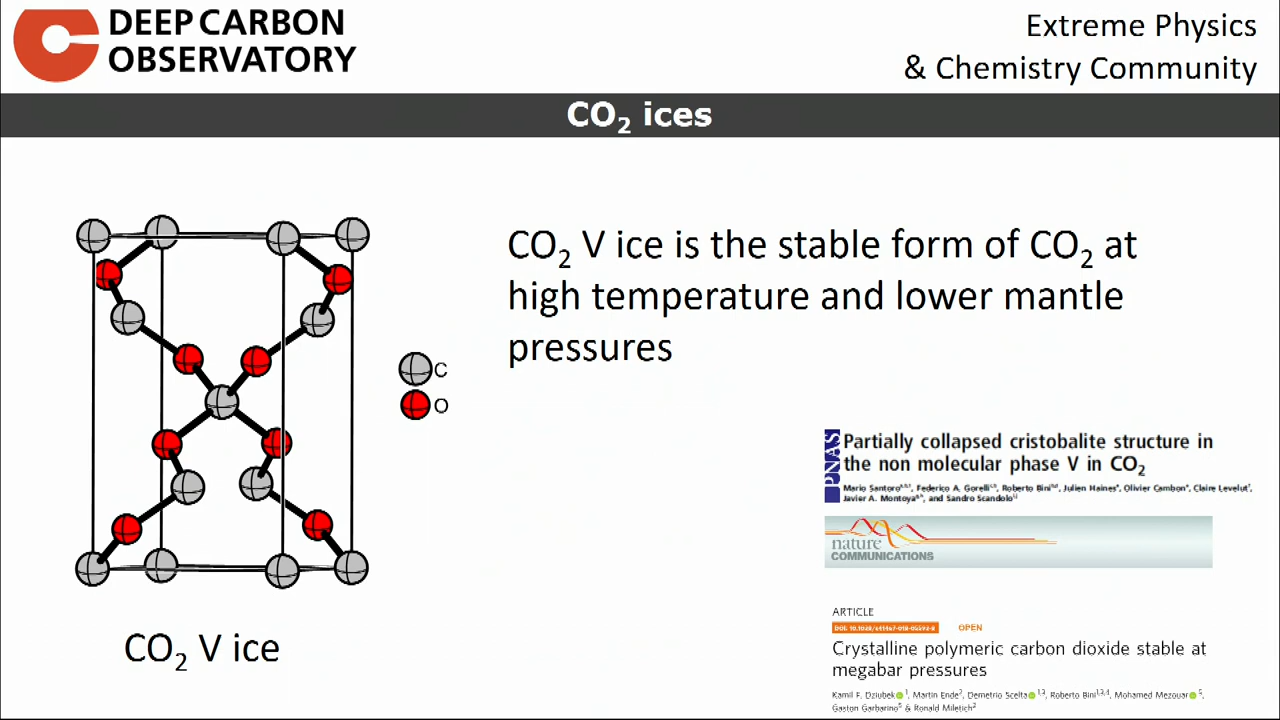 DEEP CARBON
OBSERVATORY
Extreme Physics
& Chemistry Community
CO₂ ices
CO₂ V ice is the stable form of CO₂ at
high temperature and lower mantle
pressures
C
O
CO₂ V ice
PNAS
Partially collapsed cristobalite structure in
the non molecular phase V in CO₂
Mario Santoro, Federico A. Gorelli, Roberto Bini, Julien Haines, Olivier Cambon, Claire Levelut,
Javier A. Montoya, and Sandro Scandolo
nature
COMMUNICATIONS
ARTICLE
OPEN
Crystalline polymeric carbon dioxide stable at
megabar pressures
Kamil F. Dziubek, Martin Ende, Demetrio Scelta, Roberto Bini, Mohamed Mezouar,
Gaston Garbarino & Ronald Miletich